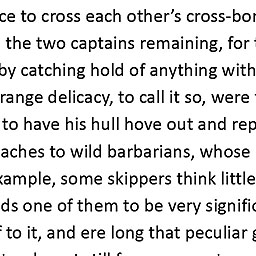 ce to cross each other's cross-bo
the two captains remaining, for
by catching hold of anything with
range delicacy, to call it so, were
to have his hull hove out and rep
aches to wild barbarians, whose
xample, some skippers think little
ds one of them to be very signific
to it, and ere long that peculiar